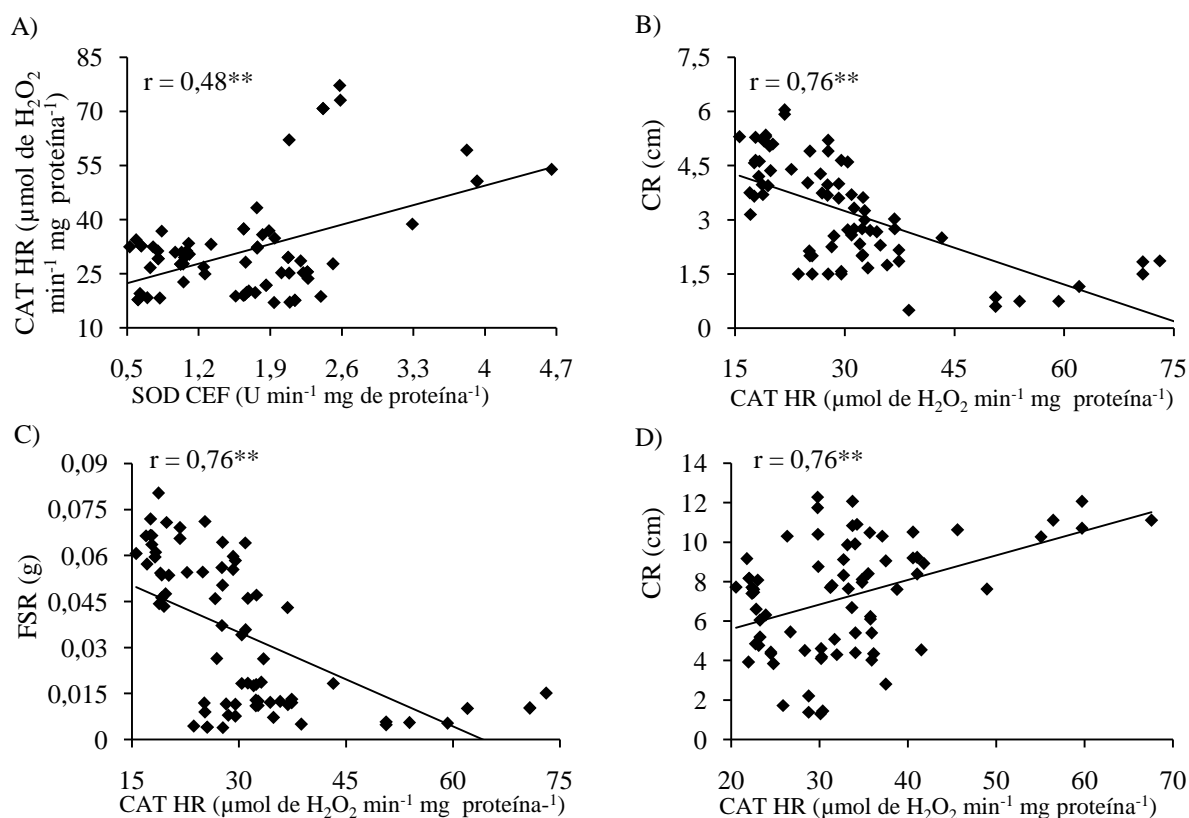 A)
r = 0,48**
85
70
55
40
25
10
CAT HR (µmol de H₂O₂
min⁻¹ mg proteína⁻¹)
0,5 1,2 1,9 2,6 3,3 4 4,7
SOD CEF (U min⁻¹ mg de proteína⁻¹)
B)
r = 0,76**
7,5
6
4,5
3
1,5
0
CR (cm)
15 30 45 60 75
CAT HR (µmol de H₂O₂ min⁻¹ mg proteína⁻¹)
C)
r = 0,76**
0,09
0,075
0,06
0,045
0,03
0,015
0
FSR (g)
15 30 45 60 75
CAT HR (µmol de H₂O₂ min⁻¹ mg proteína-¹)
D)
r = 0,76**
14
12
10
8
6
4
2
0
CR (cm)
20 30 40 50 60 70
CAT HR (µmol de H₂O₂ min⁻¹ mg proteína⁻¹)